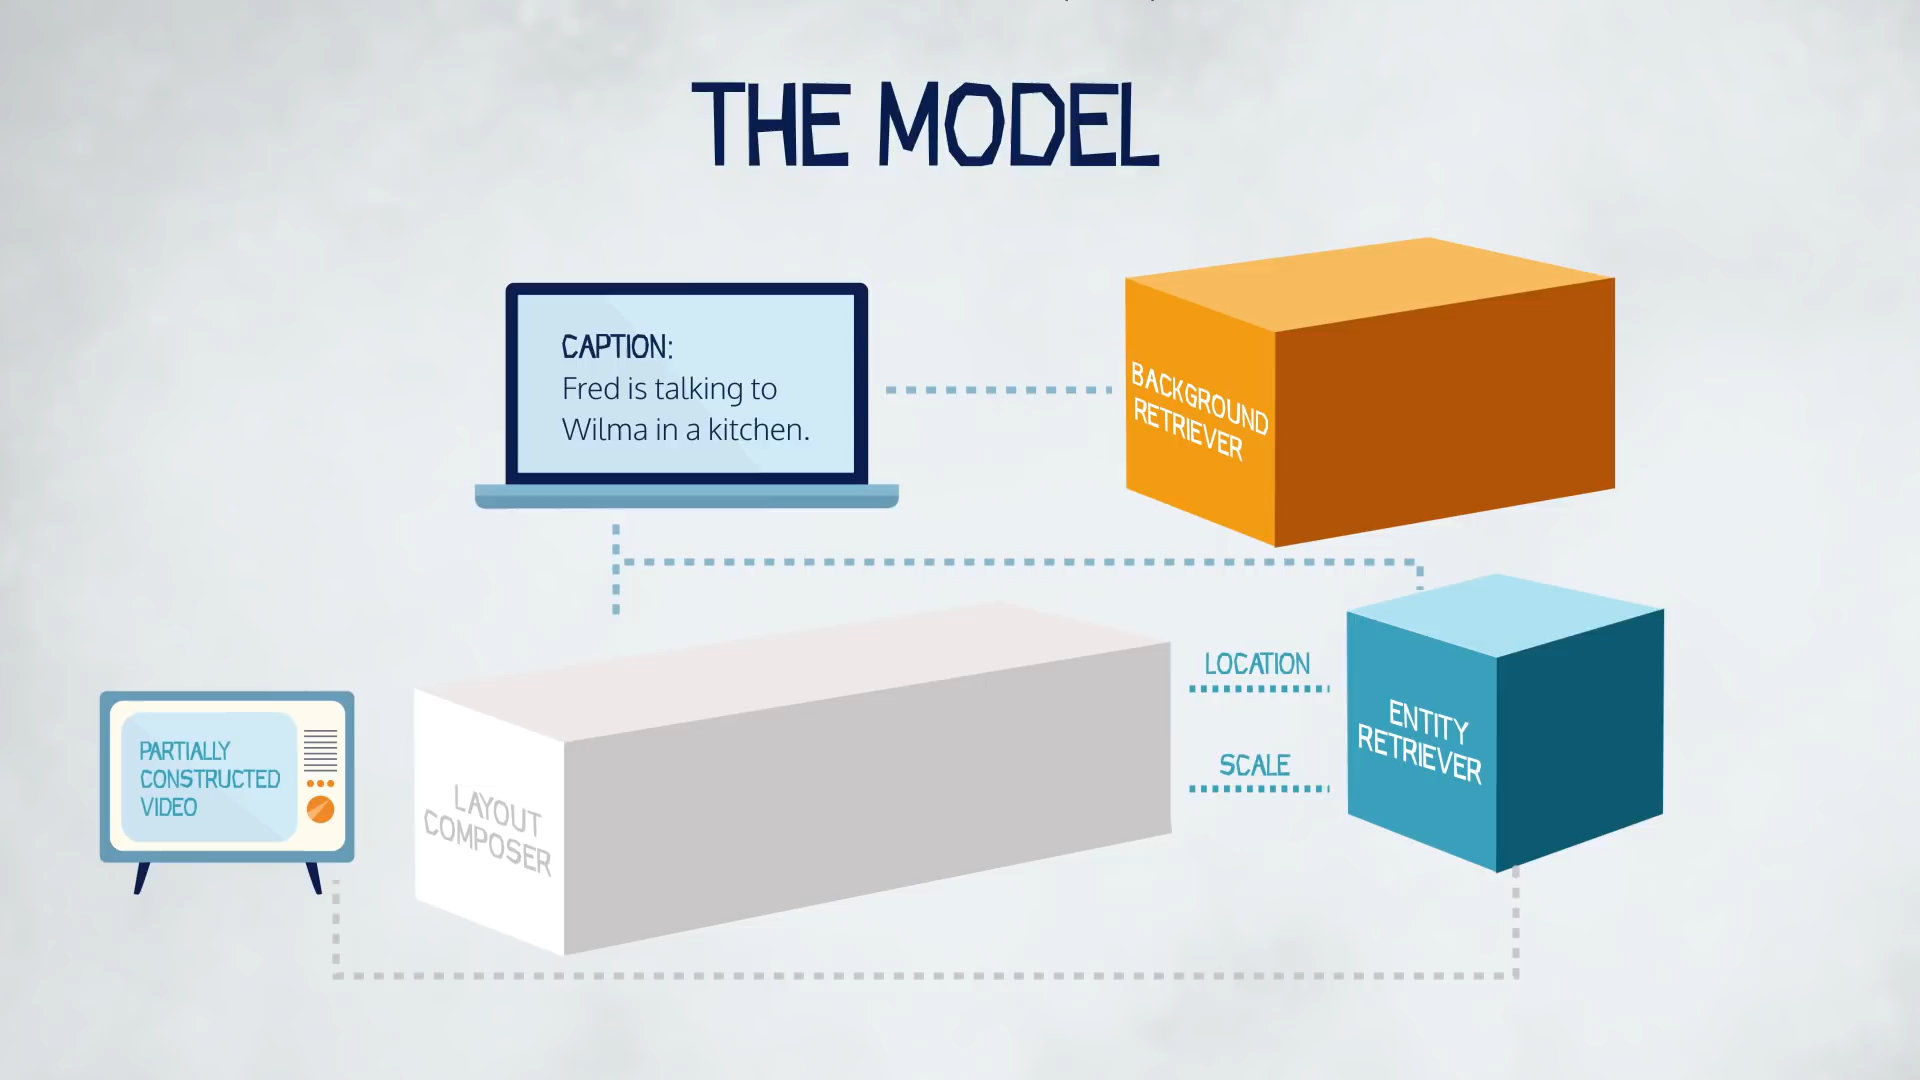 THE MODEL
CAPTION:
Fred is talking to
Wilma in a kitchen.
BACKGROUND
RETRIEVER
LOCATION
SCALE
ENTITY
RETRIEVER
PARTIALLY
CONSTRUCTED
VIDEO
LAYOUT
COMPOSER